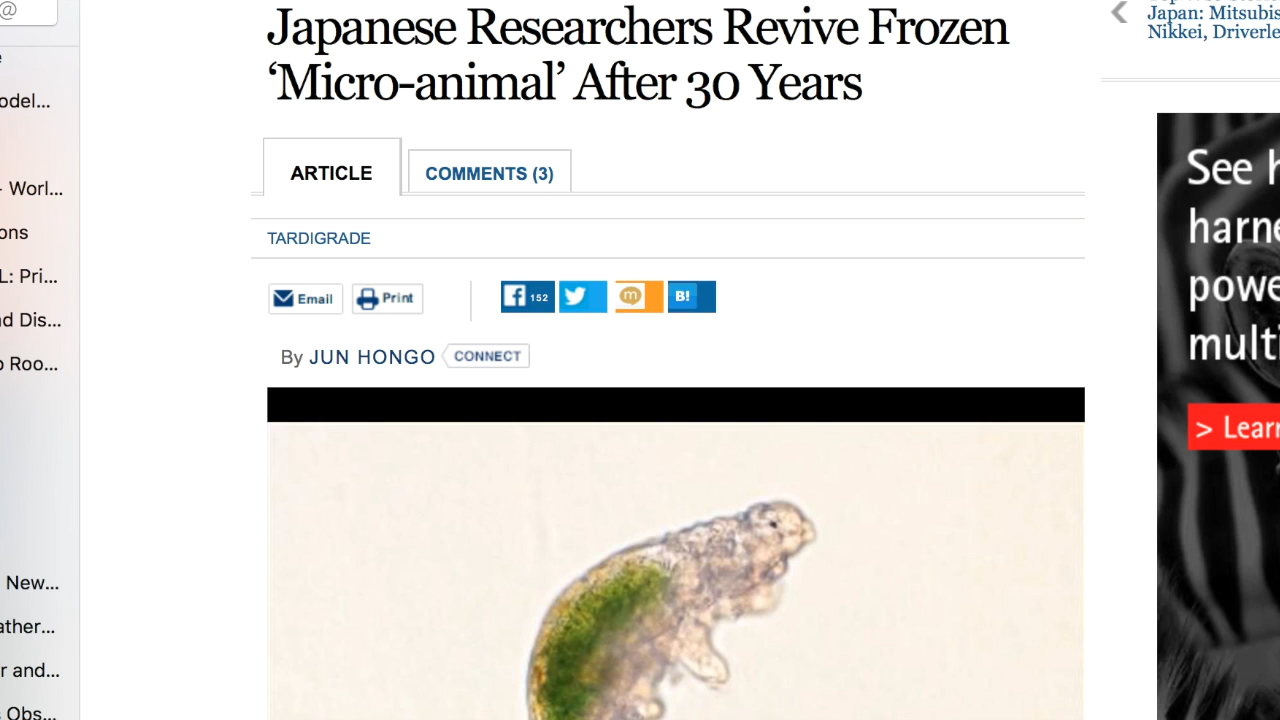 @
odel...
- Worl...
ons
L: Pri...
d Dis...
Roo...
New...
ather...
r and...
Obs...
Japanese Researchers Revive Frozen
‘Micro-animal’ After 30 Years
ARTICLE
COMMENTS (3)
TARDIGRADE
Email
Print
f 152
m
B!
By JUN HONGO
CONNECT
Japan: Mitsubis
Nikkei, Driverle
See h
harne
powe
multi
> Learn